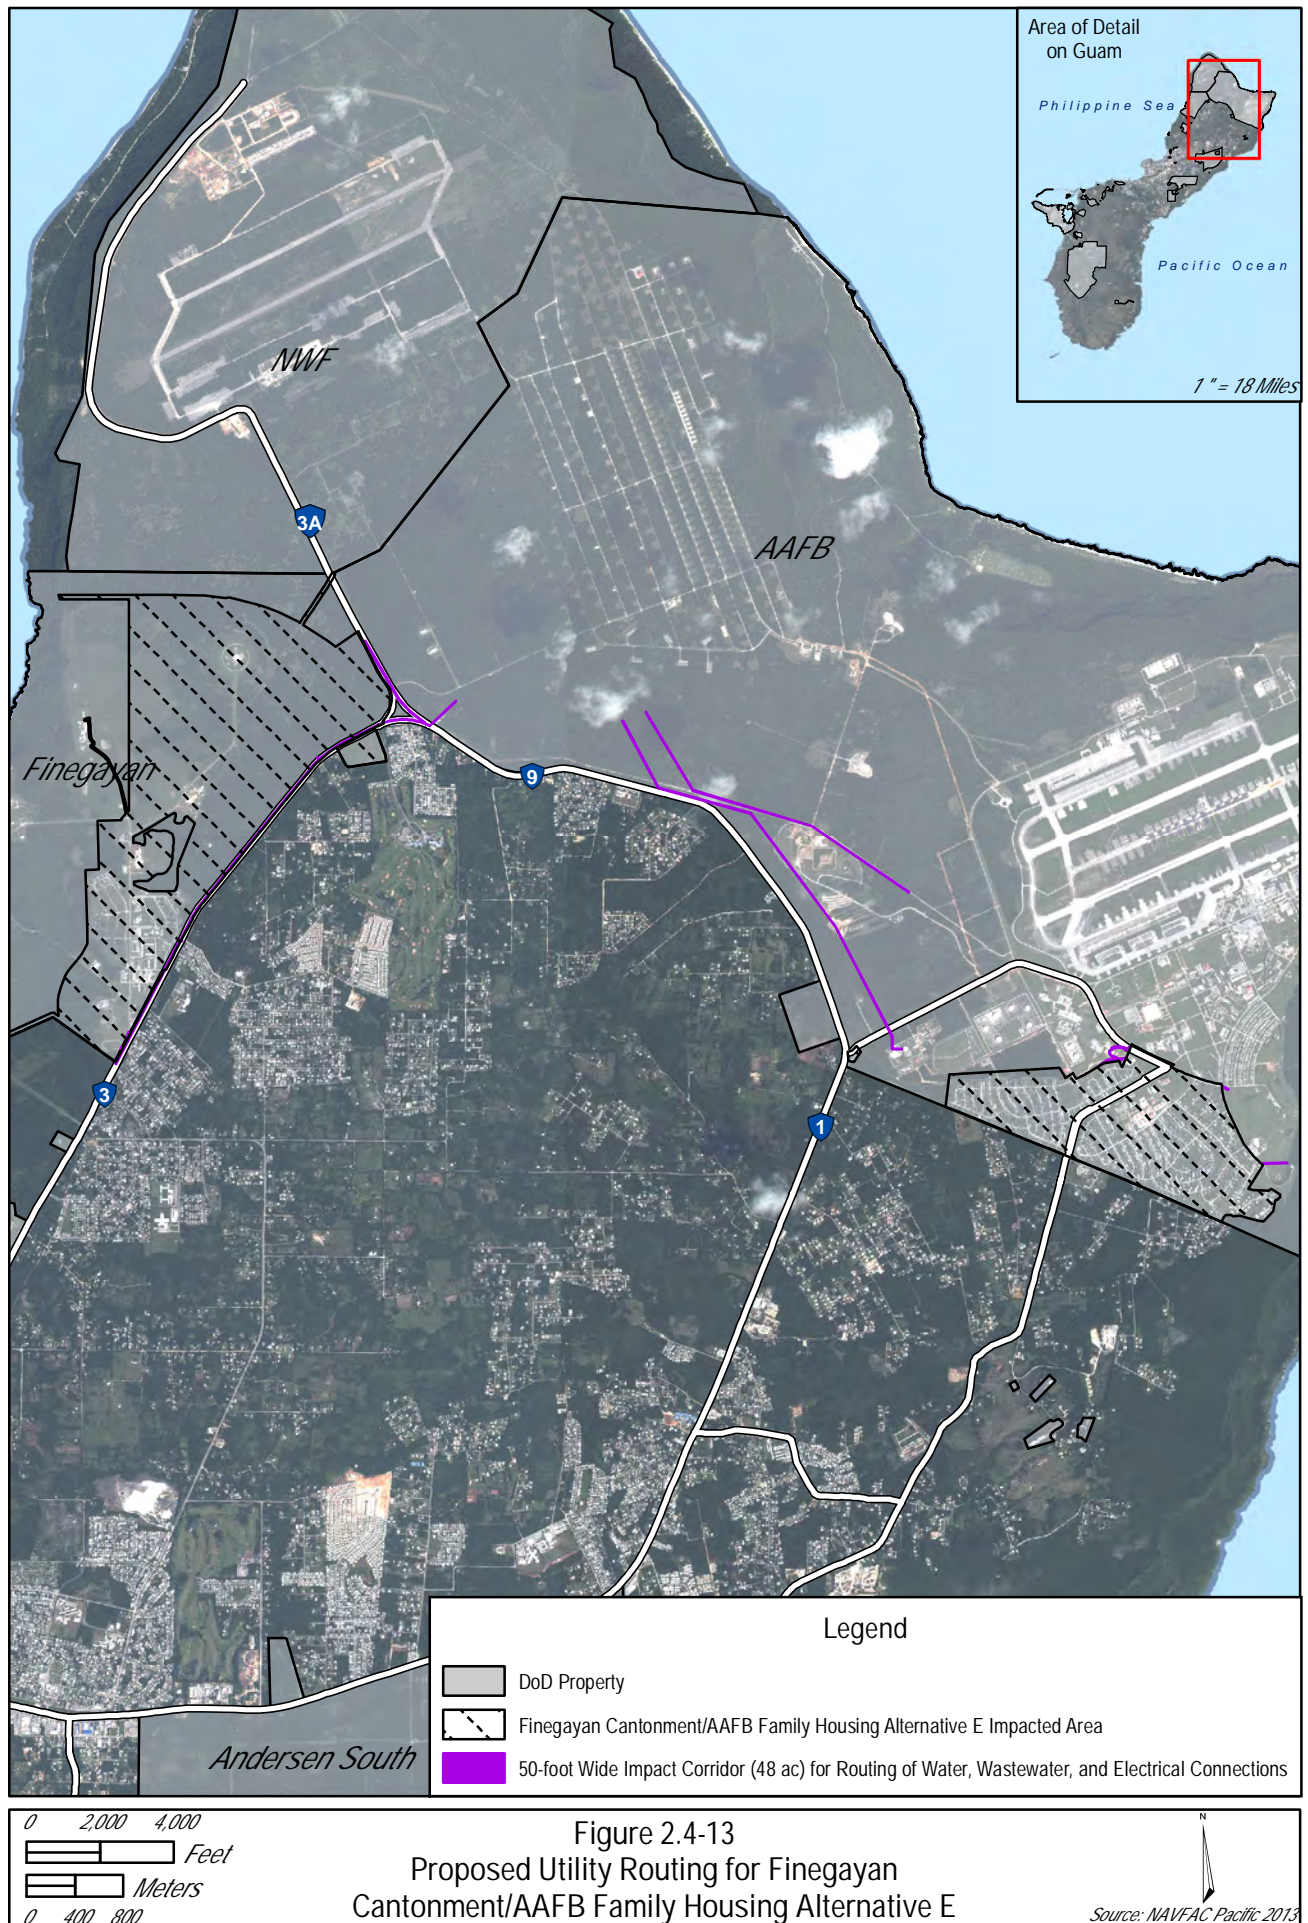 Area of Detail
on Guam
Philippine Sea
Pacific Ocean
1 " = 18 Miles
NWF
3A
AAFB
Finegayan
9
3
1
Andersen South
Legend
DoD Property
Finegayan Cantonment/AAFB Family Housing Alternative E Impacted Area
50-foot Wide Impact Corridor (48 ac) for Routing of Water, Wastewater, and Electrical Connections
0 2,000 4,000
Feet
Meters
0 400 800
Figure 2.4-13
Proposed Utility Routing for Finegayan
Cantonment/AAFB Family Housing Alternative E
N
Source: NAVFAC Pacific 2013